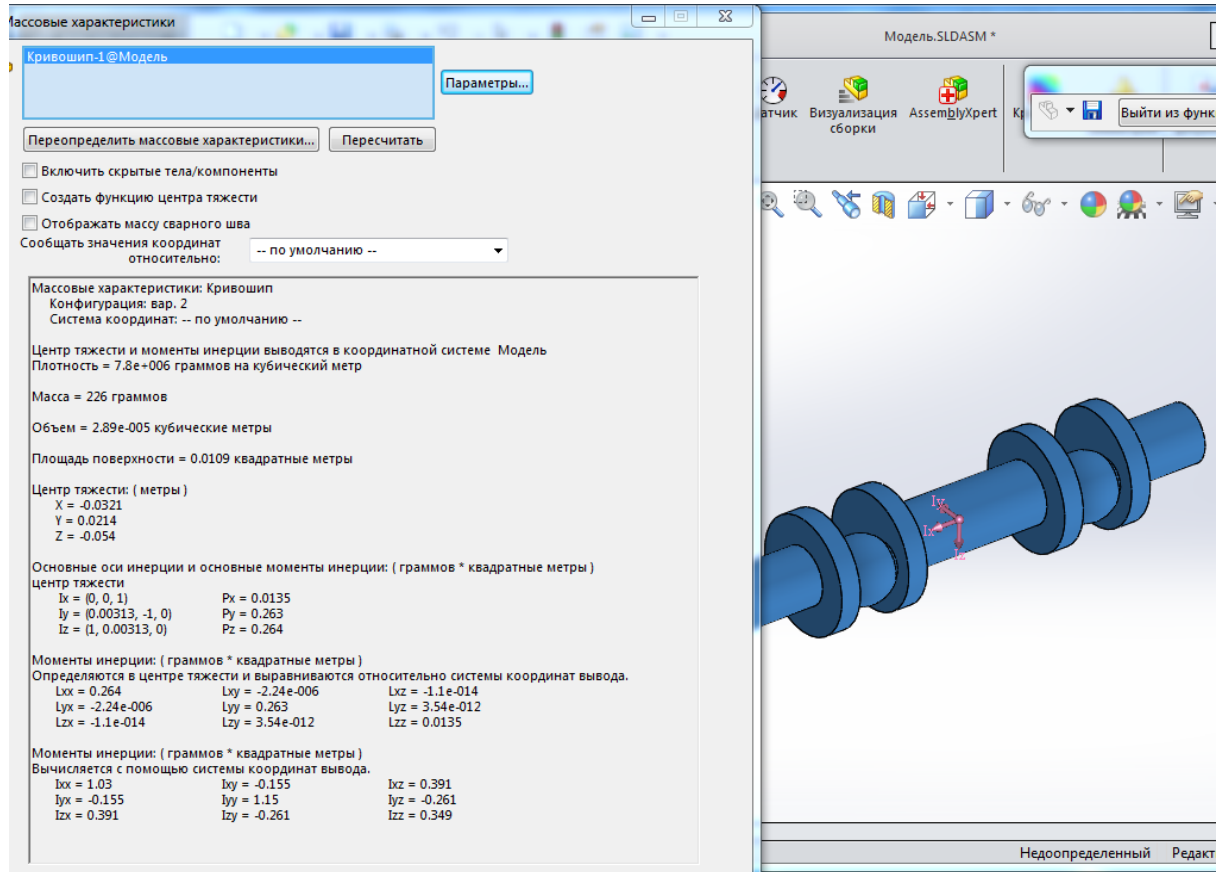 Массовые характеристики
Модель.SLDASM *
Кривошип-1@Модель
Параметры...
Переопределить массовые характеристики...
Пересчитать
Включить скрытые тела/компоненты
Создать функцию центра тяжести
Отображать массу сварного шва
Сообщать значения координат
относительно:
-- по умолчанию --
Массовые характеристики: Кривошип
Конфигурация: вар. 2
Система координат: -- по умолчанию --
Центр тяжести и моменты инерции выводятся в координатной системе Модель
Плотность = 7.8e+006 граммов на кубический метр
Масса = 226 граммов
Объем = 2.89e-005 кубические метры
Площадь поверхности = 0.0109 квадратные метры
Центр тяжести: ( метры )
X = -0.0321
Y = 0.0214
Z = -0.054
Основные оси инерции и основные моменты инерции: ( граммов * квадратные метры )
центр тяжести
Ix = (0, 0, 1) Px = 0.0135
Iy = (0.00313, -1, 0) Py = 0.263
Iz = (1, 0.00313, 0) Pz = 0.264
Моменты инерции: ( граммов * квадратные метры )
Определяются в центре тяжести и выравниваются относительно системы координат вывода.
Lxx = 0.264 Lxy = -2.24e-006 Lxz = -1.1e-014
Lyx = -2.24e-006 Lyy = 0.263 Lyz = 3.54e-012
Lzx = -1.1e-014 Lzy = 3.54e-012 Lzz = 0.0135
Моменты инерции: ( граммов * квадратные метры )
Вычисляется с помощью системы координат вывода.
Ixx = 1.03 Ixy = -0.155 Ixz = 0.391
Iyx = -0.155 Iyy = 1.15 Iyz = -0.261
Izx = 0.391 Izy = -0.261 Izz = 0.349
атчик
Визуализация
сборки
AssemblyXpert
Кр
Выйти из функ
Iy
Ix
Iz
Недоопределенный
Редакт